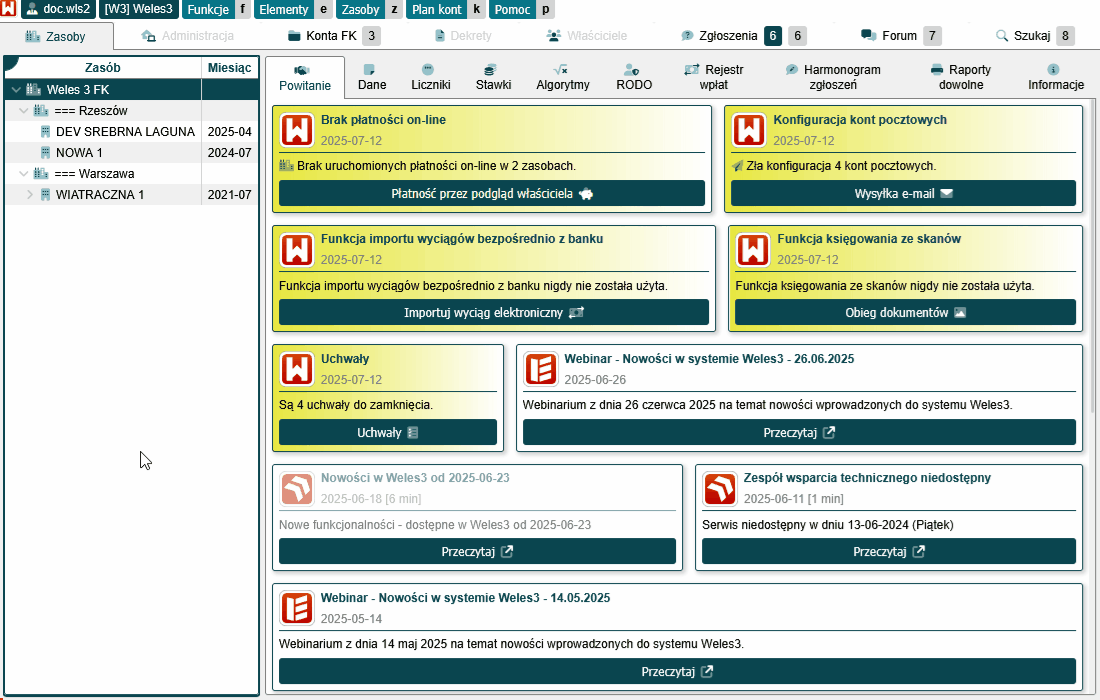 doc.wls2 [W3] Weles3 Funkcje f Elementy e Zasoby z Plan kont k Pomoc p
Zasoby Administracja Konta FK 3 Dekrety Właściciele Zgłoszenia 6 6 Forum 7 Szukaj 8
Zasób Miesiąc
Weles 3 FK
=== Rzeszów
DEV SREBRNA LAGUNA 2025-04
NOWA 1 2024-07
=== Warszawa
WIATRACZNA 1 2021-07
Powitanie Dane Liczniki Stawki Algorytmy RODO Rejestr wpłat Harmonogram zgłoszeń Raporty dowolne Informacje
Brak płatności on-line
2025-07-12
Brak uruchomionych płatności on-line w 2 zasobach.
Płatność przez podgląd właściciela
Konfiguracja kont pocztowych
2025-07-12
Zła konfiguracja 4 kont pocztowych.
Wysyłka e-mail
Funkcja importu wyciągów bezpośrednio z banku
2025-07-12
Funkcja importu wyciągów bezpośrednio z banku nigdy nie została użyta.
Importuj wyciąg elektroniczny
Funkcja księgowania ze skanów
2025-07-12
Funkcja księgowania ze skanów nigdy nie została użyta.
Obieg dokumentów
Uchwały
2025-07-12
Są 4 uchwały do zamknięcia.
Uchwały
Webinar - Nowości w systemie Weles3 - 26.06.2025
2025-06-26
Webinarium z dnia 26 czerwca 2025 na temat nowości wprowadzonych do systemu Weles3.
Przeczytaj
Nowości w Weles3 od 2025-06-23
2025-06-18 [6 min]
Nowe funkcjonalności - dostępne w Weles3 od 2025-06-23
Przeczytaj
Zespół wsparcia technicznego niedostępny
2025-06-11 [1 min]
Serwis niedostępny w dniu 13-06-2024 (Piątek)
Przeczytaj
Webinar - Nowości w systemie Weles3 - 14.05.2025
2025-05-14
Webinarium z dnia 14 maj 2025 na temat nowości wprowadzonych do systemu Weles3.
Przeczytaj